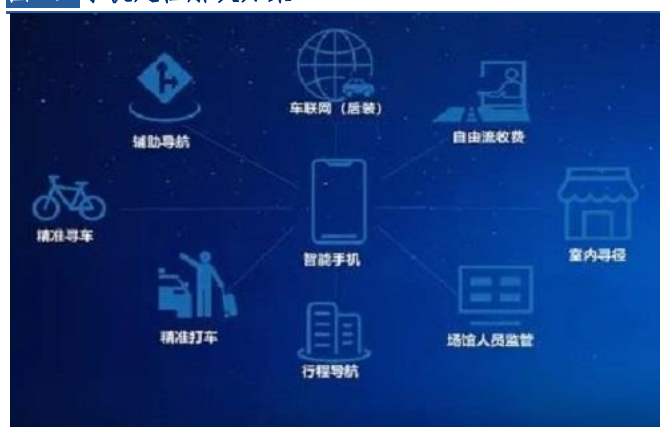 车联网（后装）
辅助导航
自由流收费
精准寻车
智能手机
室内寻径
精准打车
场馆人员监管
行程导航